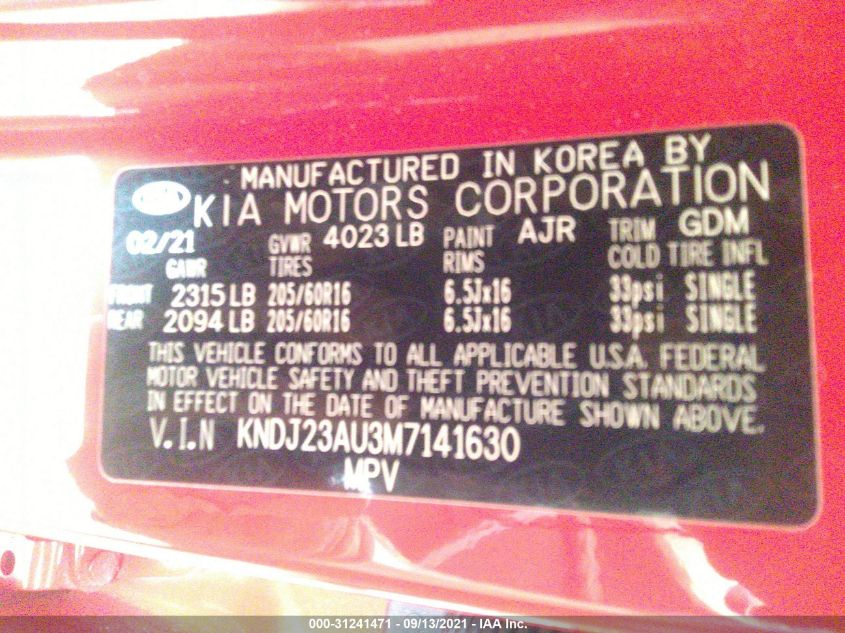 MANUFACTURED IN KOREA BY
KIA KIA MOTORS CORPORATION
02/21 GVWR 4023 LB PAINT AJR TRIM GDM
GAWR TIRES RIMS COLD TIRE INFL
FRONT 2315 LB 205/60R16 6.5Jx16 33psi SINGLE
REAR 2094 LB 205/60R16 6.5Jx16 33psi SINGLE
THIS VEHICLE CONFORMS TO ALL APPLICABLE U.S.A. FEDERAL
MOTOR VEHICLE SAFETY AND THEFT PREVENTION STANDARDS
IN EFFECT ON THE DATE OF MANUFACTURE SHOWN ABOVE.
V.I.N KNDJ23AU3M7141630
MPV
000-31241471 - 09/13/2021 - IAA Inc.